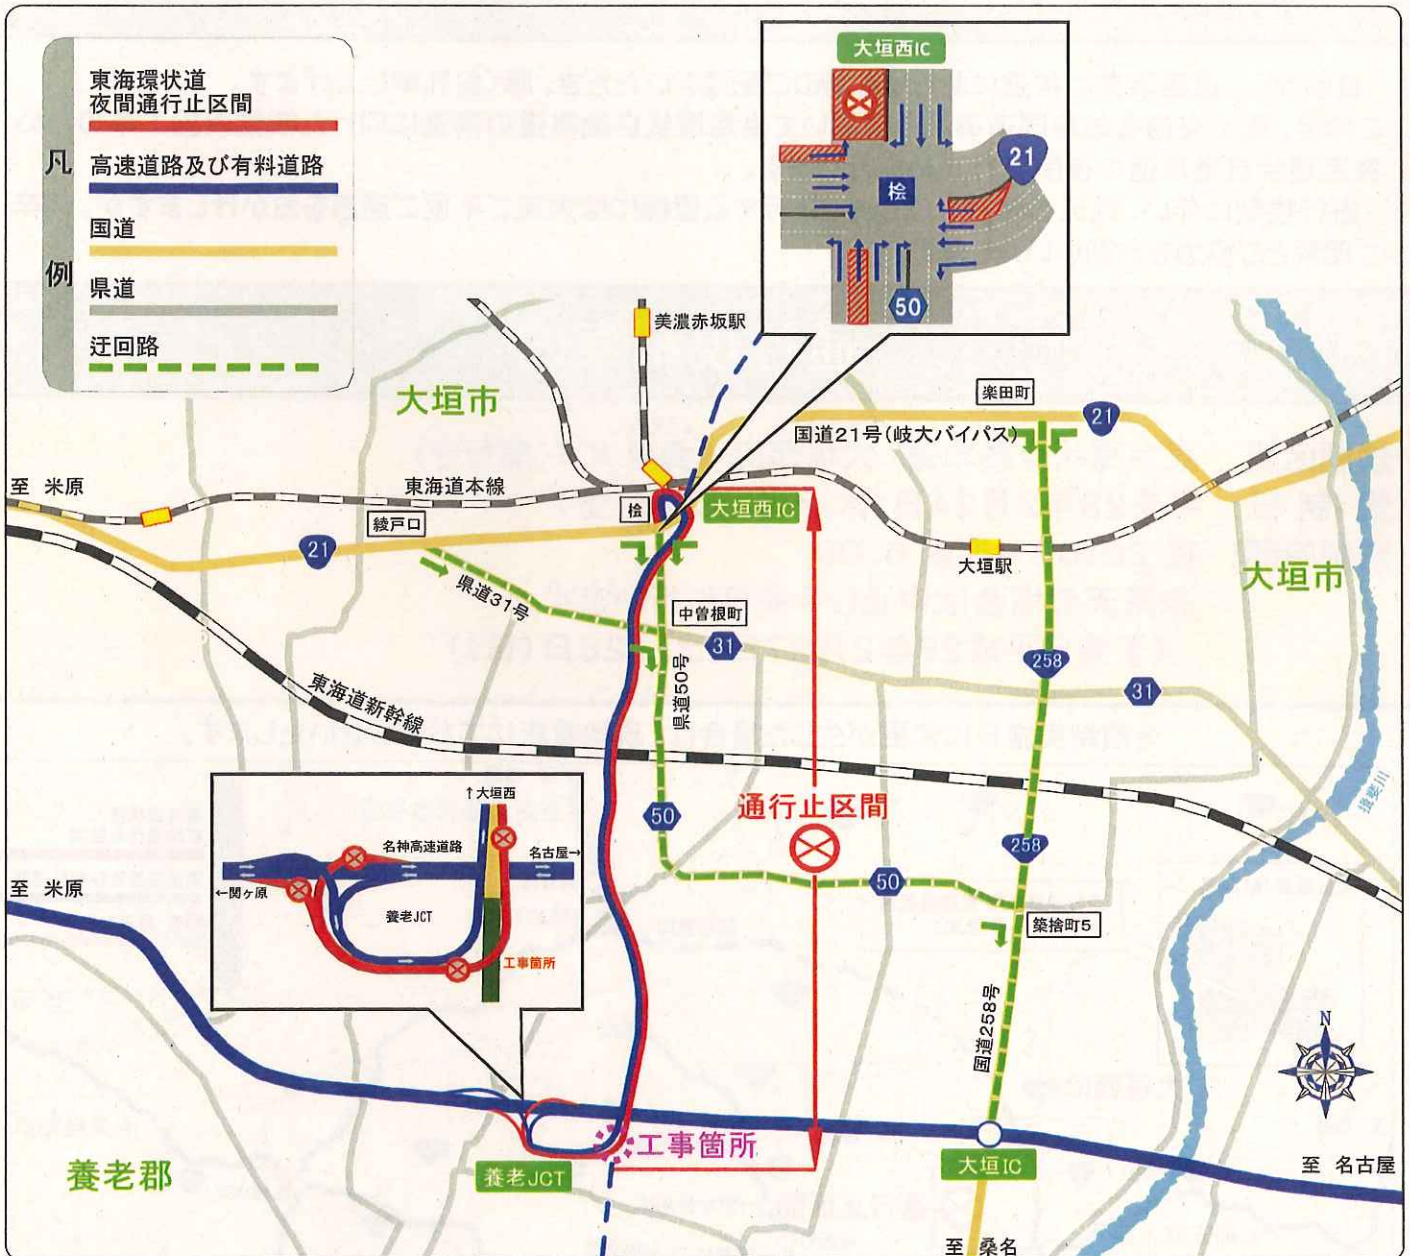 凡例
東海環状道
夜間通行止区間
高速道路及び有料道路
国道
県道
迂回路
大垣西IC
21
桧
50
美濃赤坂駅
大垣市
楽田町
21
国道21号(岐大バイパス)
至 米原
東海道本線
綾戸口
桧
大垣西IC
21
大垣駅
大垣市
県道31号
中曽根町
31
258
31
県道50号
東海道新幹線
揖斐川
通行止区間
50
258
50
築捨町5
↑大垣西
名神高速道路
名古屋→
←関ヶ原
養老JCT
工事箇所
至 米原
国道258号
N
工事箇所
養老郡
養老JCT
大垣IC
至 名古屋
至 桑名